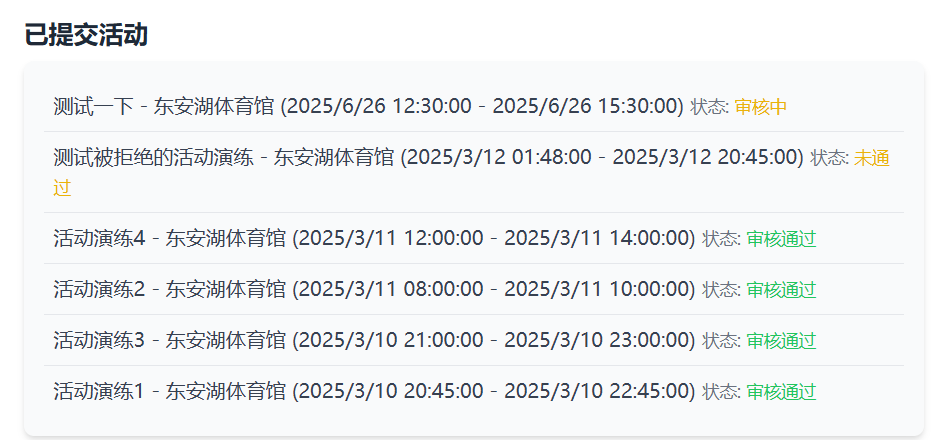 已提交活动
测试一下 - 东安湖体育馆 (2025/6/26 12:30:00 - 2025/6/26 15:30:00) 状态: 审核中
测试被拒绝的活动演练 - 东安湖体育馆 (2025/3/12 01:48:00 - 2025/3/12 20:45:00) 状态: 未通
过
活动演练4 - 东安湖体育馆 (2025/3/11 12:00:00 - 2025/3/11 14:00:00) 状态: 审核通过
活动演练2 - 东安湖体育馆 (2025/3/11 08:00:00 - 2025/3/11 10:00:00) 状态: 审核通过
活动演练3 - 东安湖体育馆 (2025/3/10 21:00:00 - 2025/3/10 23:00:00) 状态: 审核通过
活动演练1 - 东安湖体育馆 (2025/3/10 20:45:00 - 2025/3/10 22:45:00) 状态: 审核通过